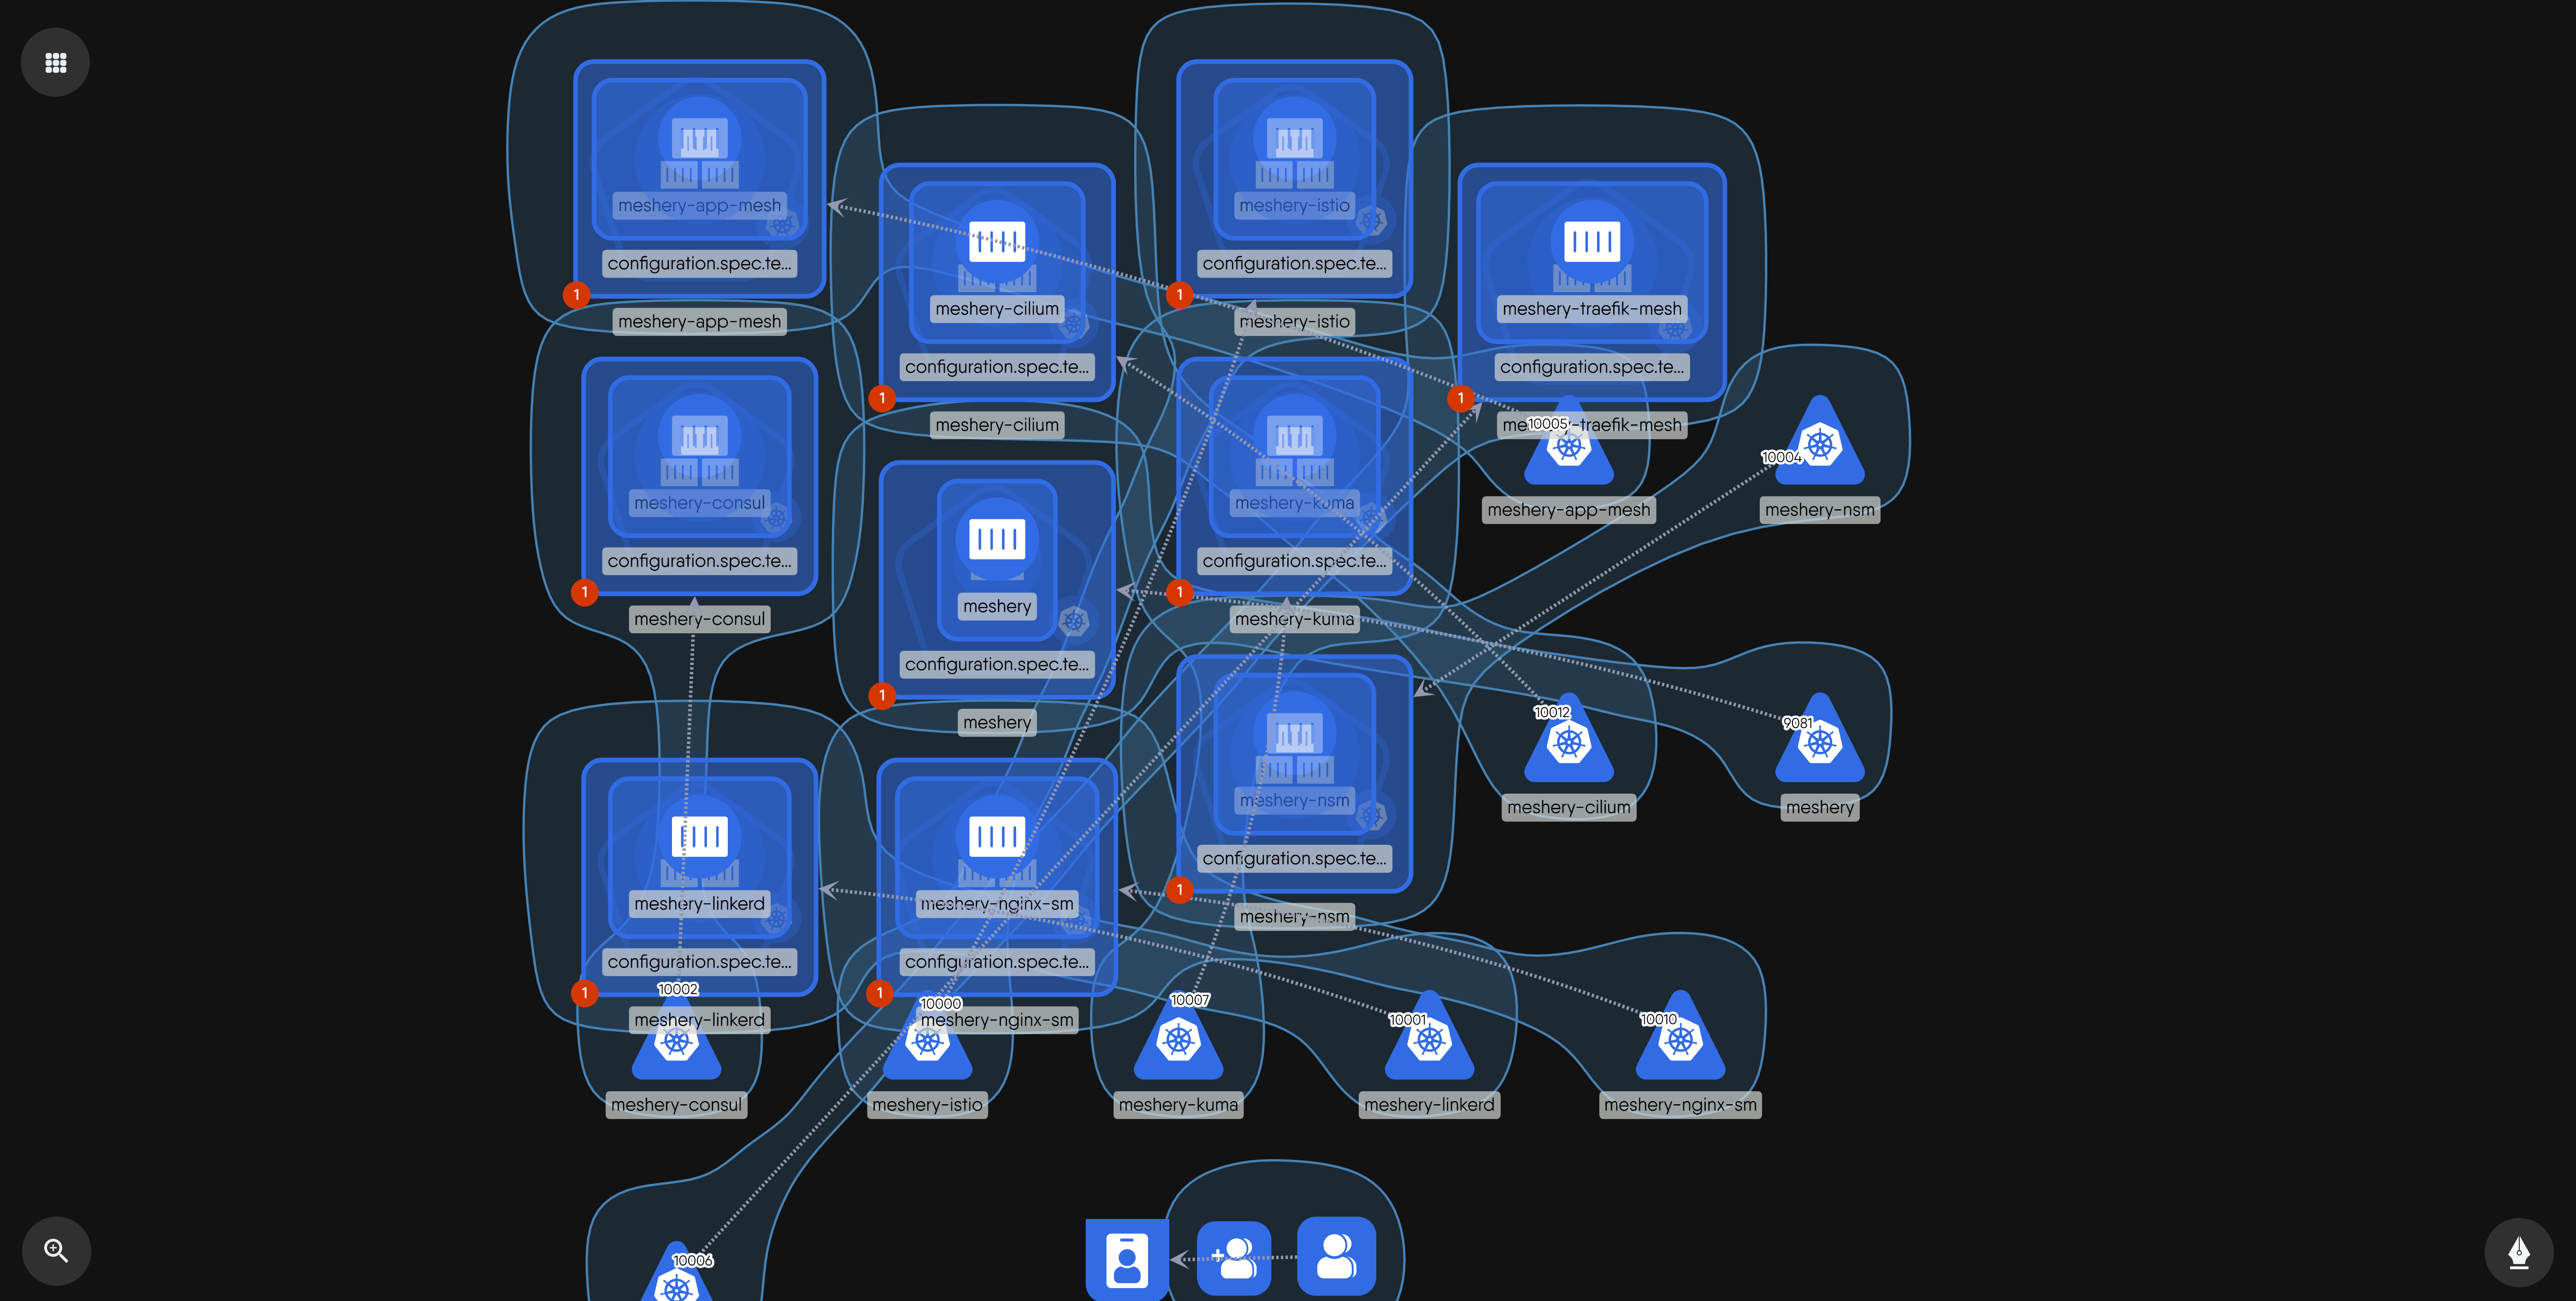 meshery-app-mesh
configuration.spec.te...
1
meshery-app-mesh
meshery-cilium
configuration.spec.te...
1
meshery-cilium
meshery-istio
configuration.spec.te...
1
meshery-istio
meshery-traefik-mesh
configuration.spec.te...
1
10005
meshery-app-mesh
10004
meshery-nsm
meshery-consul
configuration.spec.te...
1
meshery-consul
meshery
configuration.spec.te...
1
meshery
meshery-kuma
configuration.spec.te...
1
meshery-kuma
meshery-nsm
configuration.spec.te...
1
meshery-nsm
10012
meshery-cilium
9081
meshery
meshery-linkerd
configuration.spec.te...
1
meshery-linkerd
meshery-nginx-sm
configuration.spec.te...
1
meshery-nginx-sm
10002
meshery-consul
10000
meshery-istio
10007
meshery-kuma
10001
meshery-linkerd
10010
meshery-nginx-sm
10006